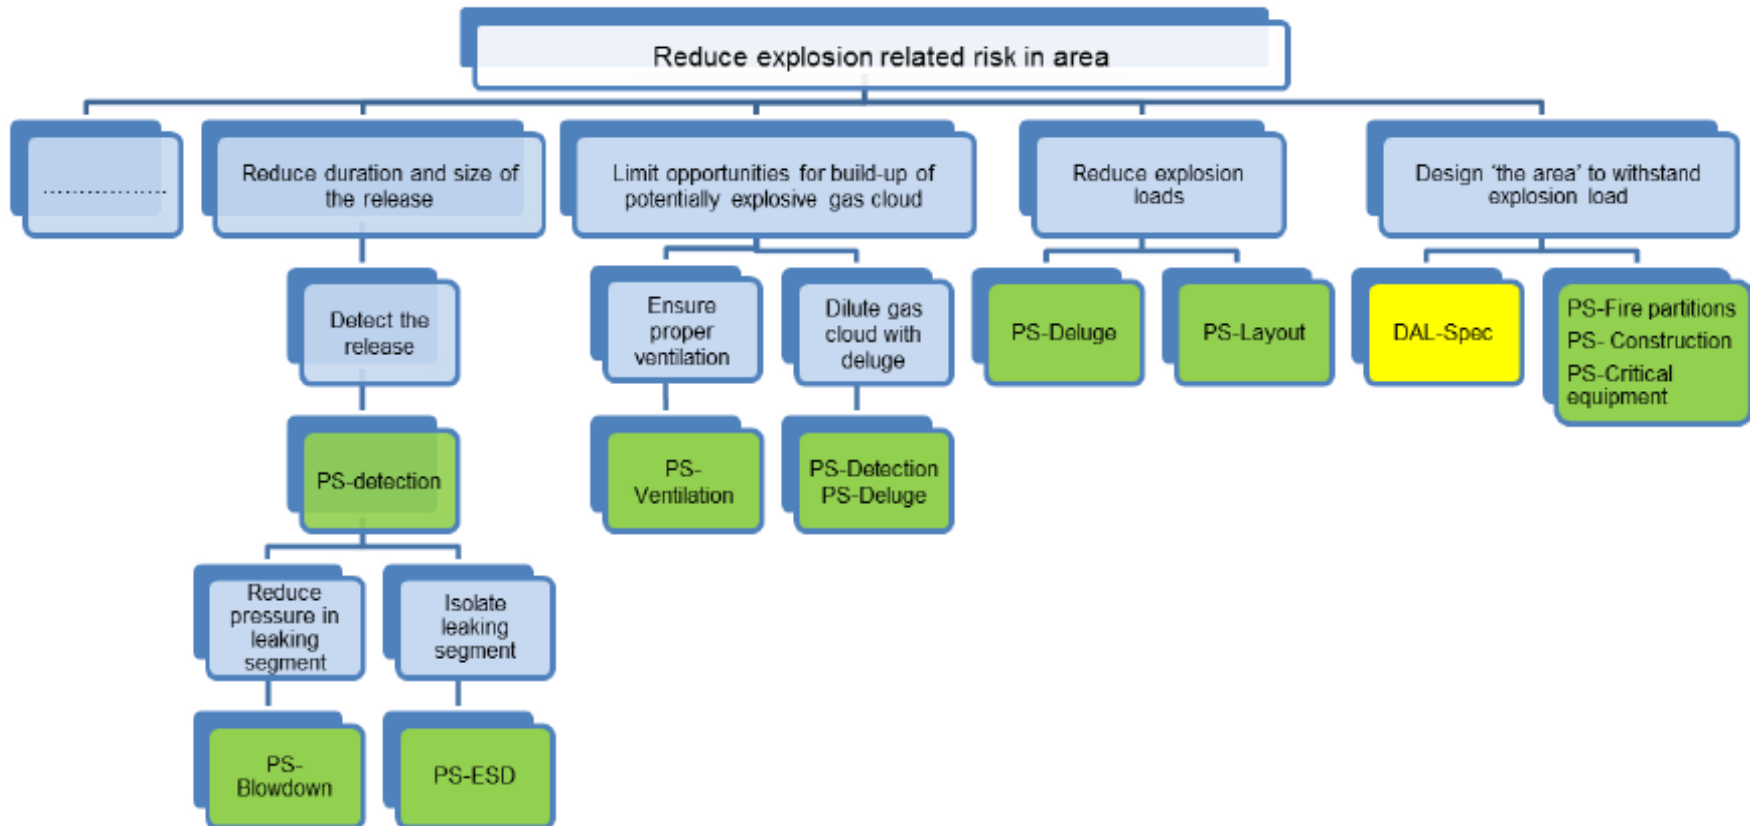 Reduce explosion related risk in area
………………
Reduce duration and size of
the release
Limit opportunities for build-up of
potentially explosive gas cloud
Reduce explosion
loads
Design 'the area' to withstand
explosion load
Detect the
release
Ensure
proper
ventilation
Dilute gas
cloud with
deluge
PS-Deluge
PS-Layout
DAL-Spec
PS-Fire partitions
PS- Construction
PS-Critical
equipment
PS-detection
PS-
Ventilation
PS-Detection
PS-Deluge
Reduce
pressure in
leaking
segment
Isolate
leaking
segment
PS-
Blowdown
PS-ESD